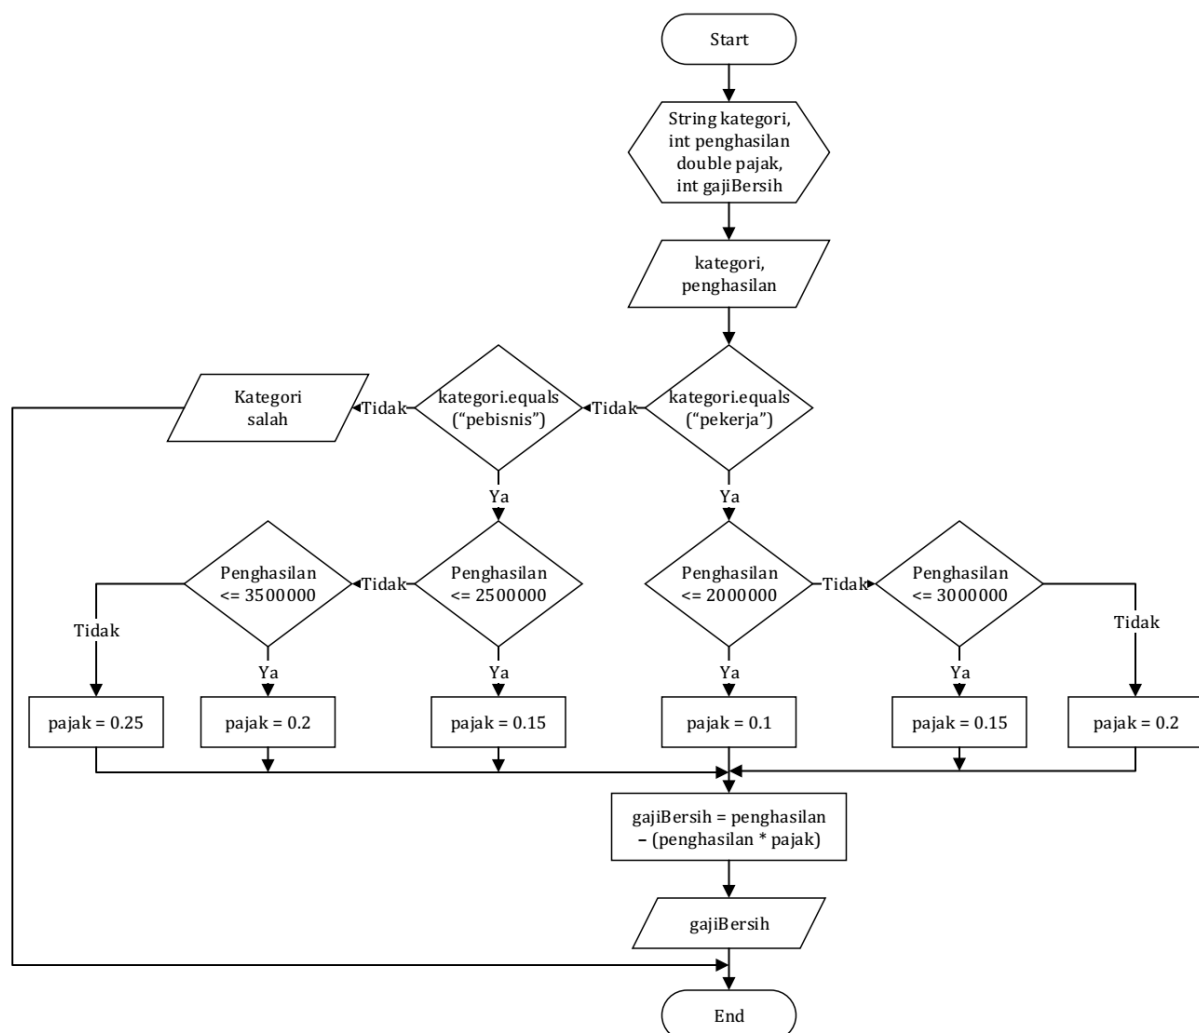 Start
String kategori,
int penghasilan
double pajak,
int gajiBersih
kategori,
penghasilan
Kategori
salah
Tidak
kategori.equals
(“pebisnis”)
Tidak
kategori.equals
(“pekerja”)
Ya
Ya
Penghasilan
<= 3500000
Tidak
Penghasilan
<= 2500000
Penghasilan
<= 2000000
Tidak
Penghasilan
<= 3000000
Tidak
Ya
Ya
Ya
Ya
Tidak
pajak = 0.25
pajak = 0.2
pajak = 0.15
pajak = 0.1
pajak = 0.15
pajak = 0.2
gajiBersih = penghasilan
– (penghasilan * pajak)
gajiBersih
End